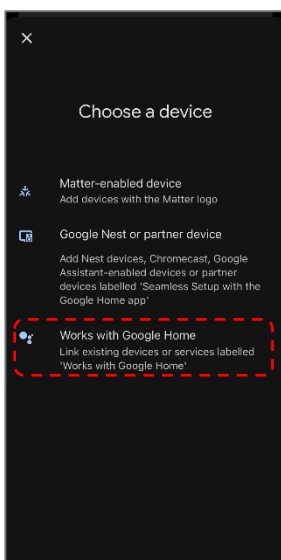 Choose a device
Matter-enabled device
Add devices with the Matter logo
Google Nest or partner device
Add Nest devices, Chromecast, Google
Assistant-enabled devices or partner
devices labelled 'Seamless Setup with the
Google Home app'
Works with Google Home
Link existing devices or services labelled
'Works with Google Home'